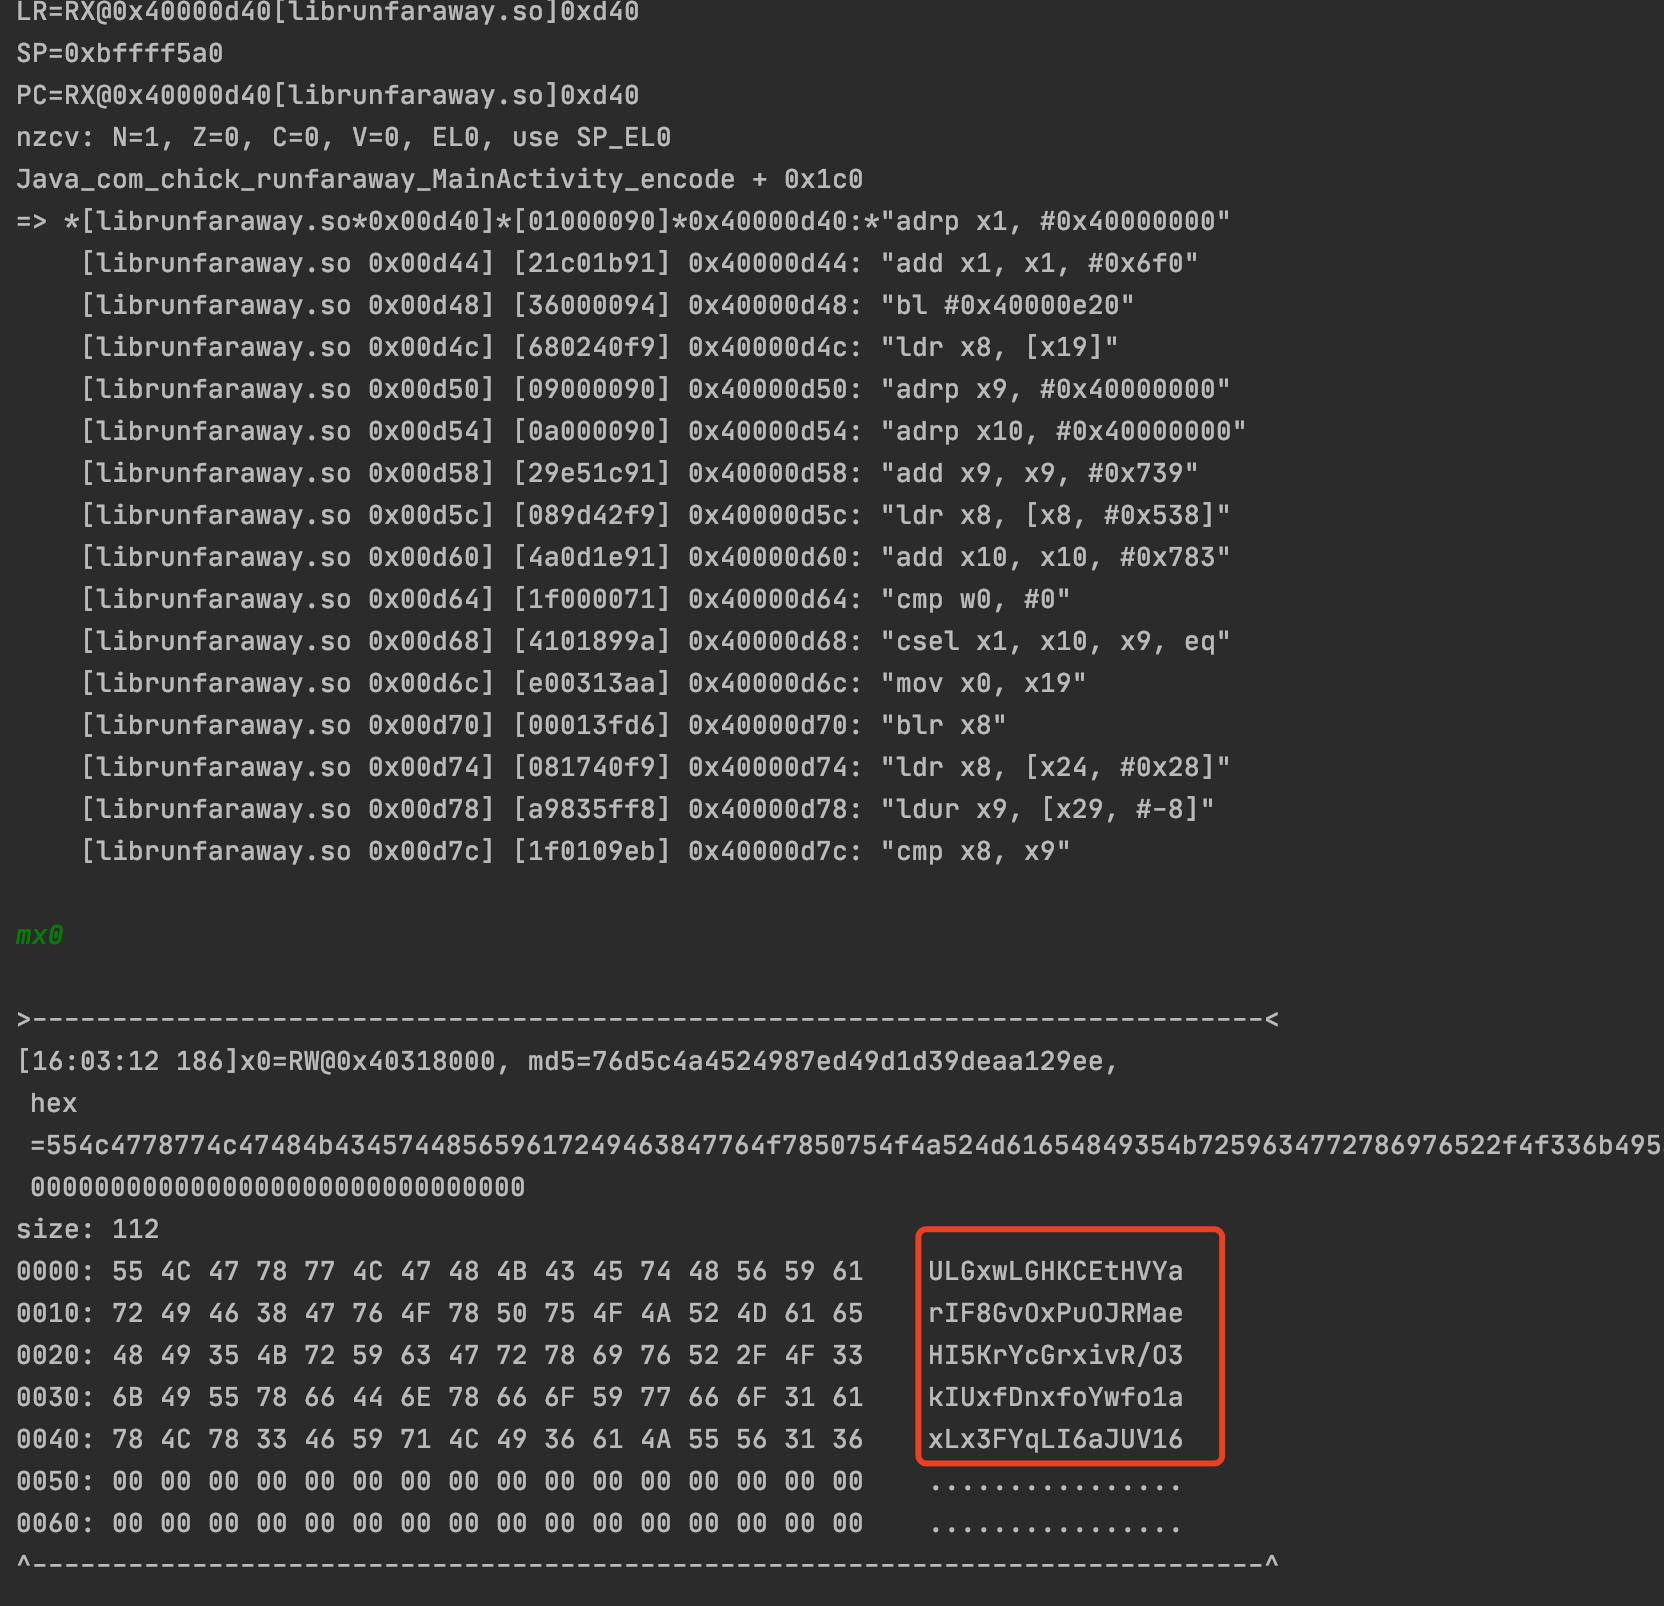 LR=RX@0x40000d40[librunfaraway.so]0xd40
SP=0xbffff5a0
PC=RX@0x40000d40[librunfaraway.so]0xd40
nzcv: N=1, Z=0, C=0, V=0, EL0, use SP_EL0
Java_com_chick_runfaraway_MainActivity_encode + 0x1c0
=> *[librunfaraway.so*0x00d40]*[01000090]*0x40000d40:*"adrp x1, #0x40000000"
[librunfaraway.so 0x00d44] [21c01b91] 0x40000d44: "add x1, x1, #0x6f0"
[librunfaraway.so 0x00d48] [36000094] 0x40000d48: "bl #0x40000e20"
[librunfaraway.so 0x00d4c] [680240f9] 0x40000d4c: "ldr x8, [x19]"
[librunfaraway.so 0x00d50] [09000090] 0x40000d50: "adrp x9, #0x40000000"
[librunfaraway.so 0x00d54] [0a000090] 0x40000d54: "adrp x10, #0x40000000"
[librunfaraway.so 0x00d58] [29e51c91] 0x40000d58: "add x9, x9, #0x739"
[librunfaraway.so 0x00d5c] [089d42f9] 0x40000d5c: "ldr x8, [x8, #0x538]"
[librunfaraway.so 0x00d60] [4a0d1e91] 0x40000d60: "add x10, x10, #0x783"
[librunfaraway.so 0x00d64] [1f000071] 0x40000d64: "cmp w0, #0"
[librunfaraway.so 0x00d68] [4101899a] 0x40000d68: "csel x1, x10, x9, eq"
[librunfaraway.so 0x00d6c] [e00313aa] 0x40000d6c: "mov x0, x19"
[librunfaraway.so 0x00d70] [00013fd6] 0x40000d70: "blr x8"
[librunfaraway.so 0x00d74] [081740f9] 0x40000d74: "ldr x8, [x24, #0x28]"
[librunfaraway.so 0x00d78] [a9835ff8] 0x40000d78: "ldur x9, [x29, #-8]"
[librunfaraway.so 0x00d7c] [1f0109eb] 0x40000d7c: "cmp x8, x9"
mx0
>-----------------------------------------------------------------------------<
[16:03:12 186]x0=RW@0x40318000, md5=76d5c4a4524987ed49d1d39deaa129ee,
hex
=554c4778774c47484b434574485659617249463847764f7850754f4a524d61654849354b7259634772786976522f4f336b495
0000000000000000000000000000000
size: 112
0000: 55 4C 47 78 77 4C 47 48 4B 43 45 74 48 56 59 61 ULGxwLGHKCEtHVYa
0010: 72 49 46 38 47 76 4F 78 50 75 4F 4A 52 4D 61 65 rIF8GvOxPuOJRMae
0020: 48 49 35 4B 72 59 63 47 72 78 69 76 52 2F 4F 33 HI5KrYcGrxivR/O3
0030: 6B 49 55 78 66 44 6E 78 66 6F 59 77 66 6F 31 61 kIUxfDnxfoYwfo1a
0040: 78 4C 78 33 46 59 71 4C 49 36 61 4A 55 56 31 36 xLx3FYqLI6aJUV16
0050: 00 00 00 00 00 00 00 00 00 00 00 00 00 00 00 00 ................
0060: 00 00 00 00 00 00 00 00 00 00 00 00 00 00 00 00 ................
^-----------------------------------------------------------------------------^